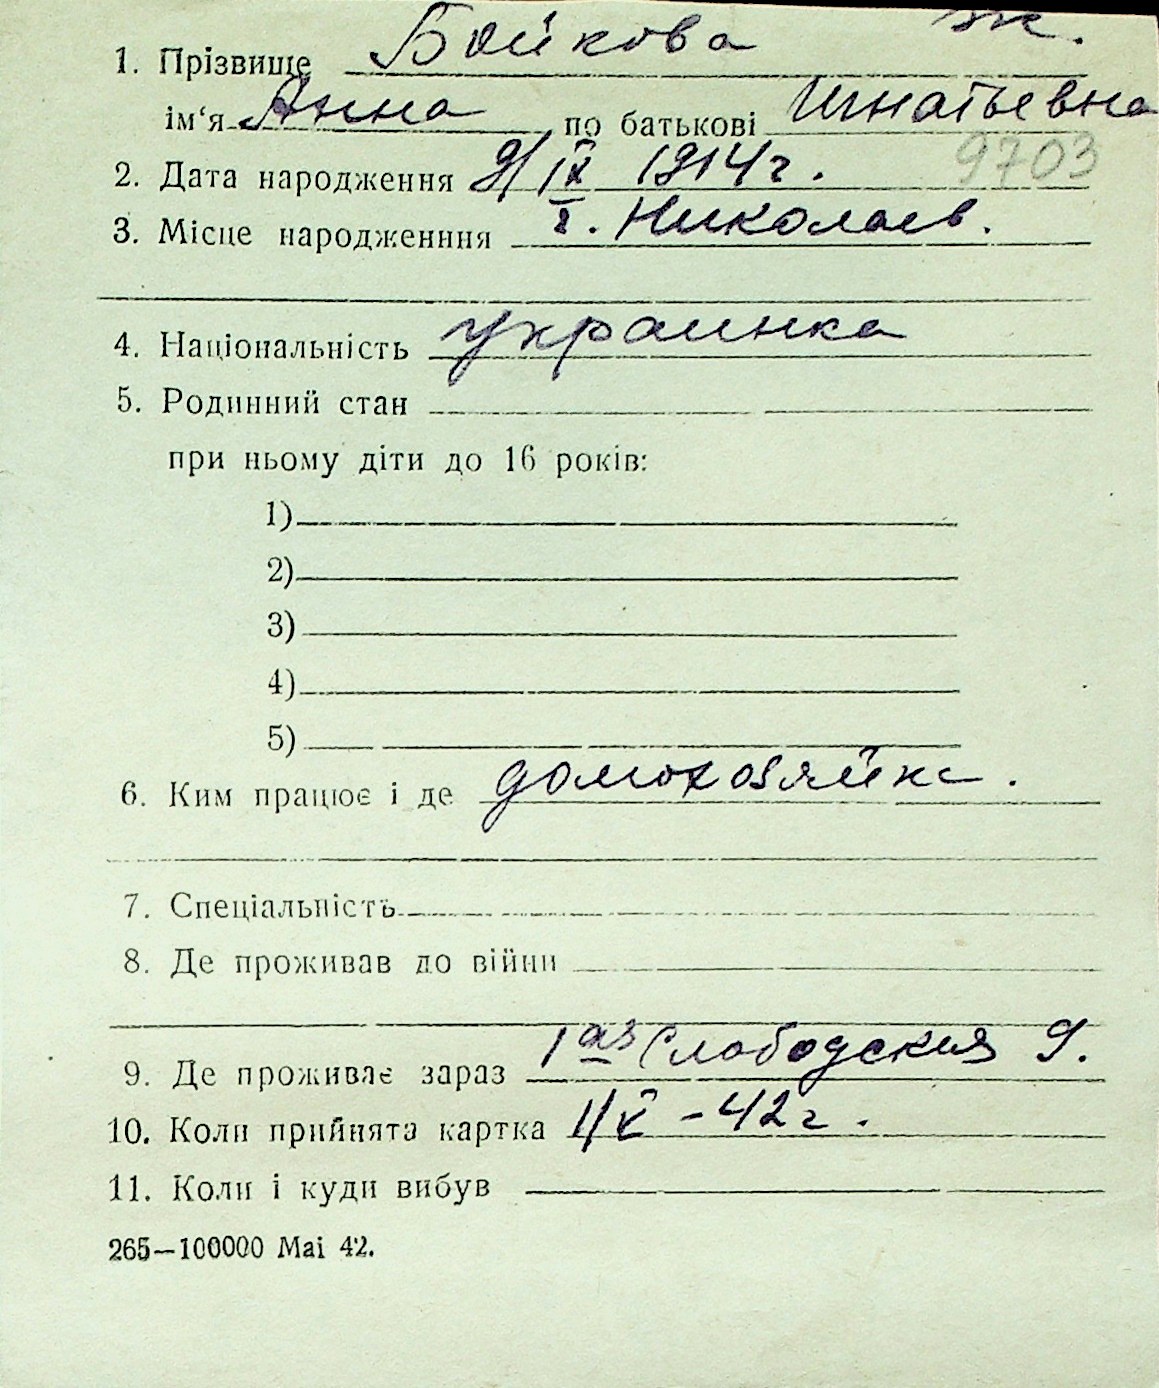 ж.
1. Прізвище Бойкова
ім‘я Анна по батькові Игнатьевна
9703
2. Дата народження 9/IX 1914 г.
3. Місце народженння г. Николаев.
4. Національність украинка
5. Родинний стан
при ньому діти до 16 років:
1)
2)
3)
4)
5)
6. Ким працює і де домохозяйка.
7. Спеціальність
8. Де проживав до війни
9. Де проживає зараз 1ая Слободская 9.
10. Коли прийнята картка 1/X -42 г.
11. Коли і куди вибув
265—100000 Mai 42.